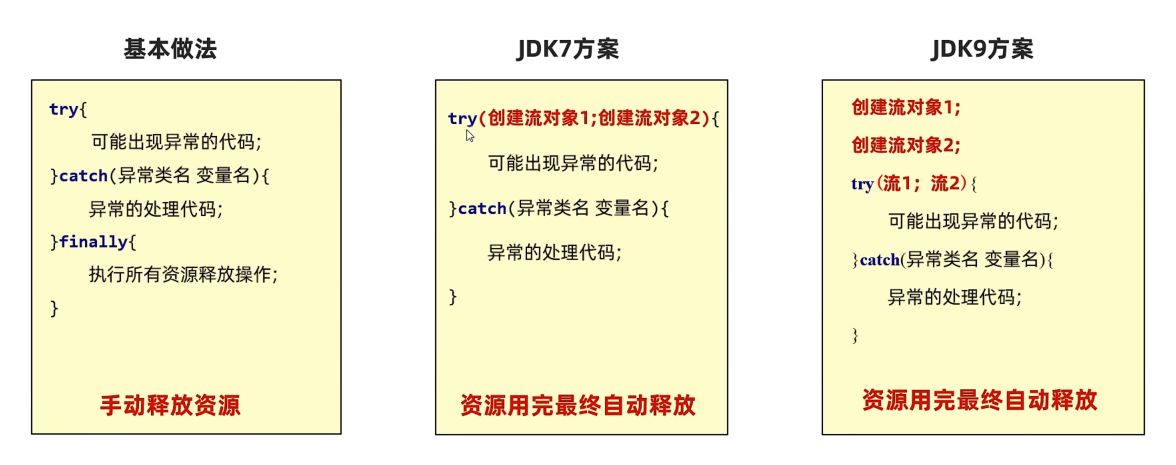 基本做法
try{
可能出现异常的代码;
}catch(异常类名 变量名){
异常的处理代码;
}finally{
执行所有资源释放操作;
}
手动释放资源
JDK7方案
try(创建流对象1;创建流对象2){
可能出现异常的代码;
}catch(异常类名 变量名){
异常的处理代码;
}
资源用完最终自动释放
JDK9方案
创建流对象1;
创建流对象2;
try(流1；流2){
可能出现异常的代码;
}catch(异常类名 变量名){
异常的处理代码;
}
资源用完最终自动释放